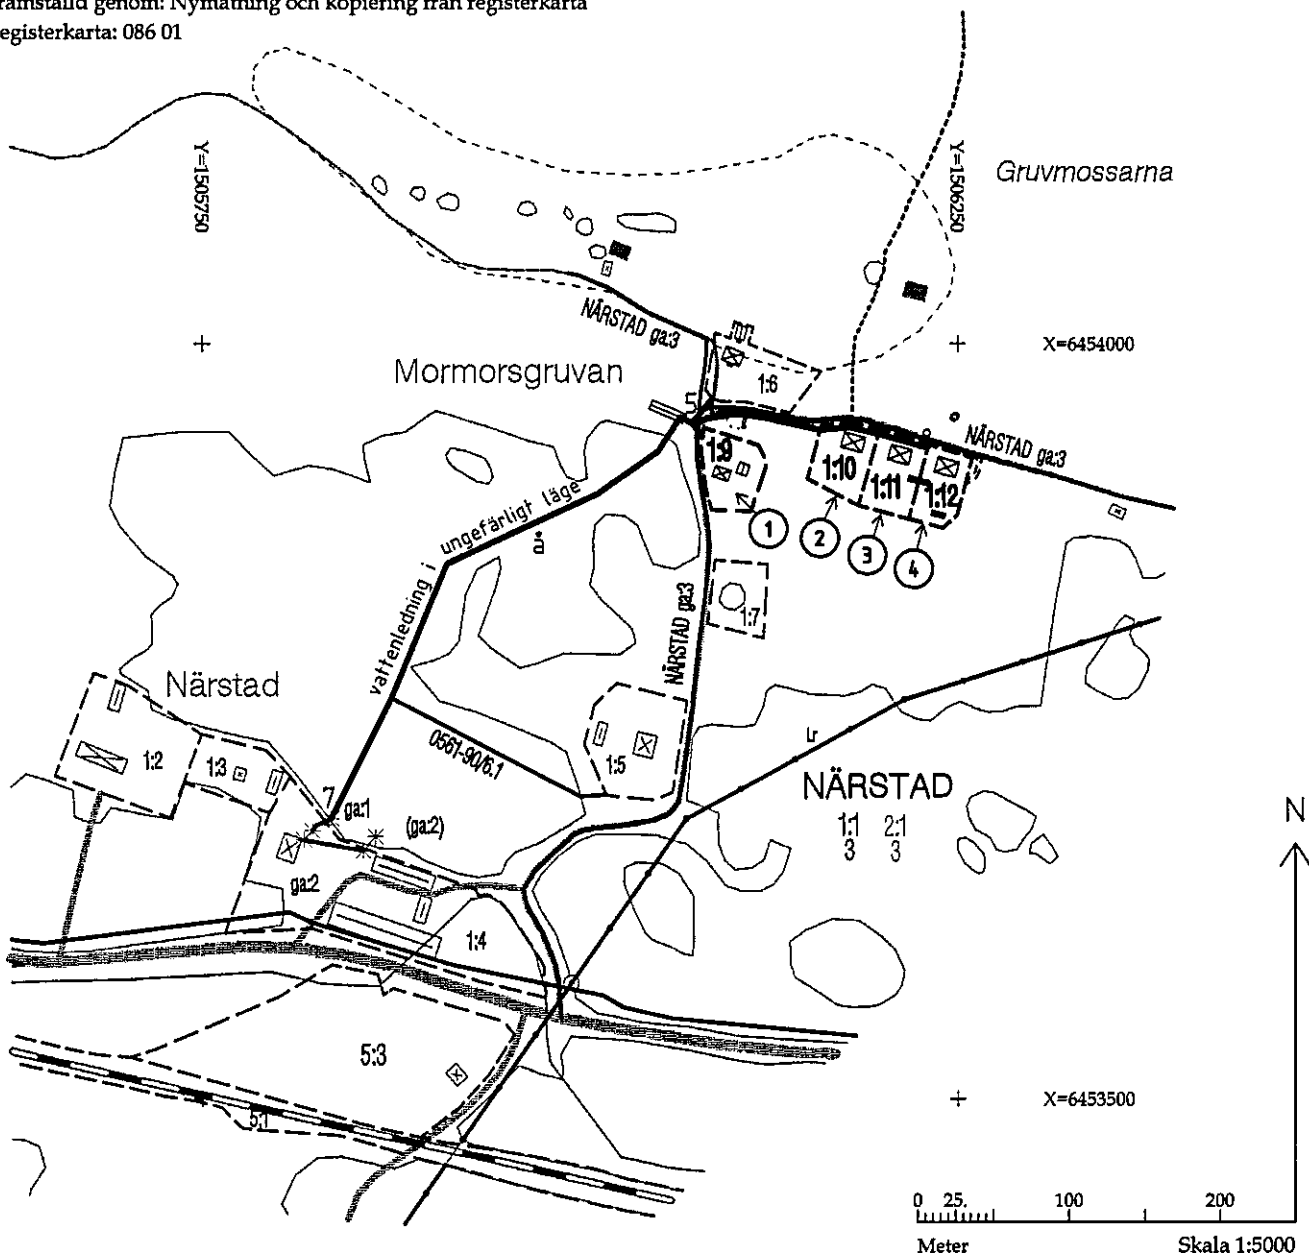 ramställd genom: Nymätning och kopiering från registerkarta
egisterkarta: 086 01
Y=1505750
Y=1506250
Gruvmossarna
NÄRSTAD ga:3
X=6454000
Mormorsgruvan
1:6
5
NÄRSTAD ga:3
1:9
1:10
1:11
1:12
1
2
3
4
ungefärligt läge
vattenledning i
NÄRSTAD ga:3
1:7
Närstad
0561-90/6.1
Lr
1:2
1:3
1:5
NÄRSTAD
1:1 2:1
3 3
N
7
ga:1
(ga:2)
ga:2
1:4
5:3
X=6453500
5:1
0 25. 100 200
Meter
Skala 1:5000